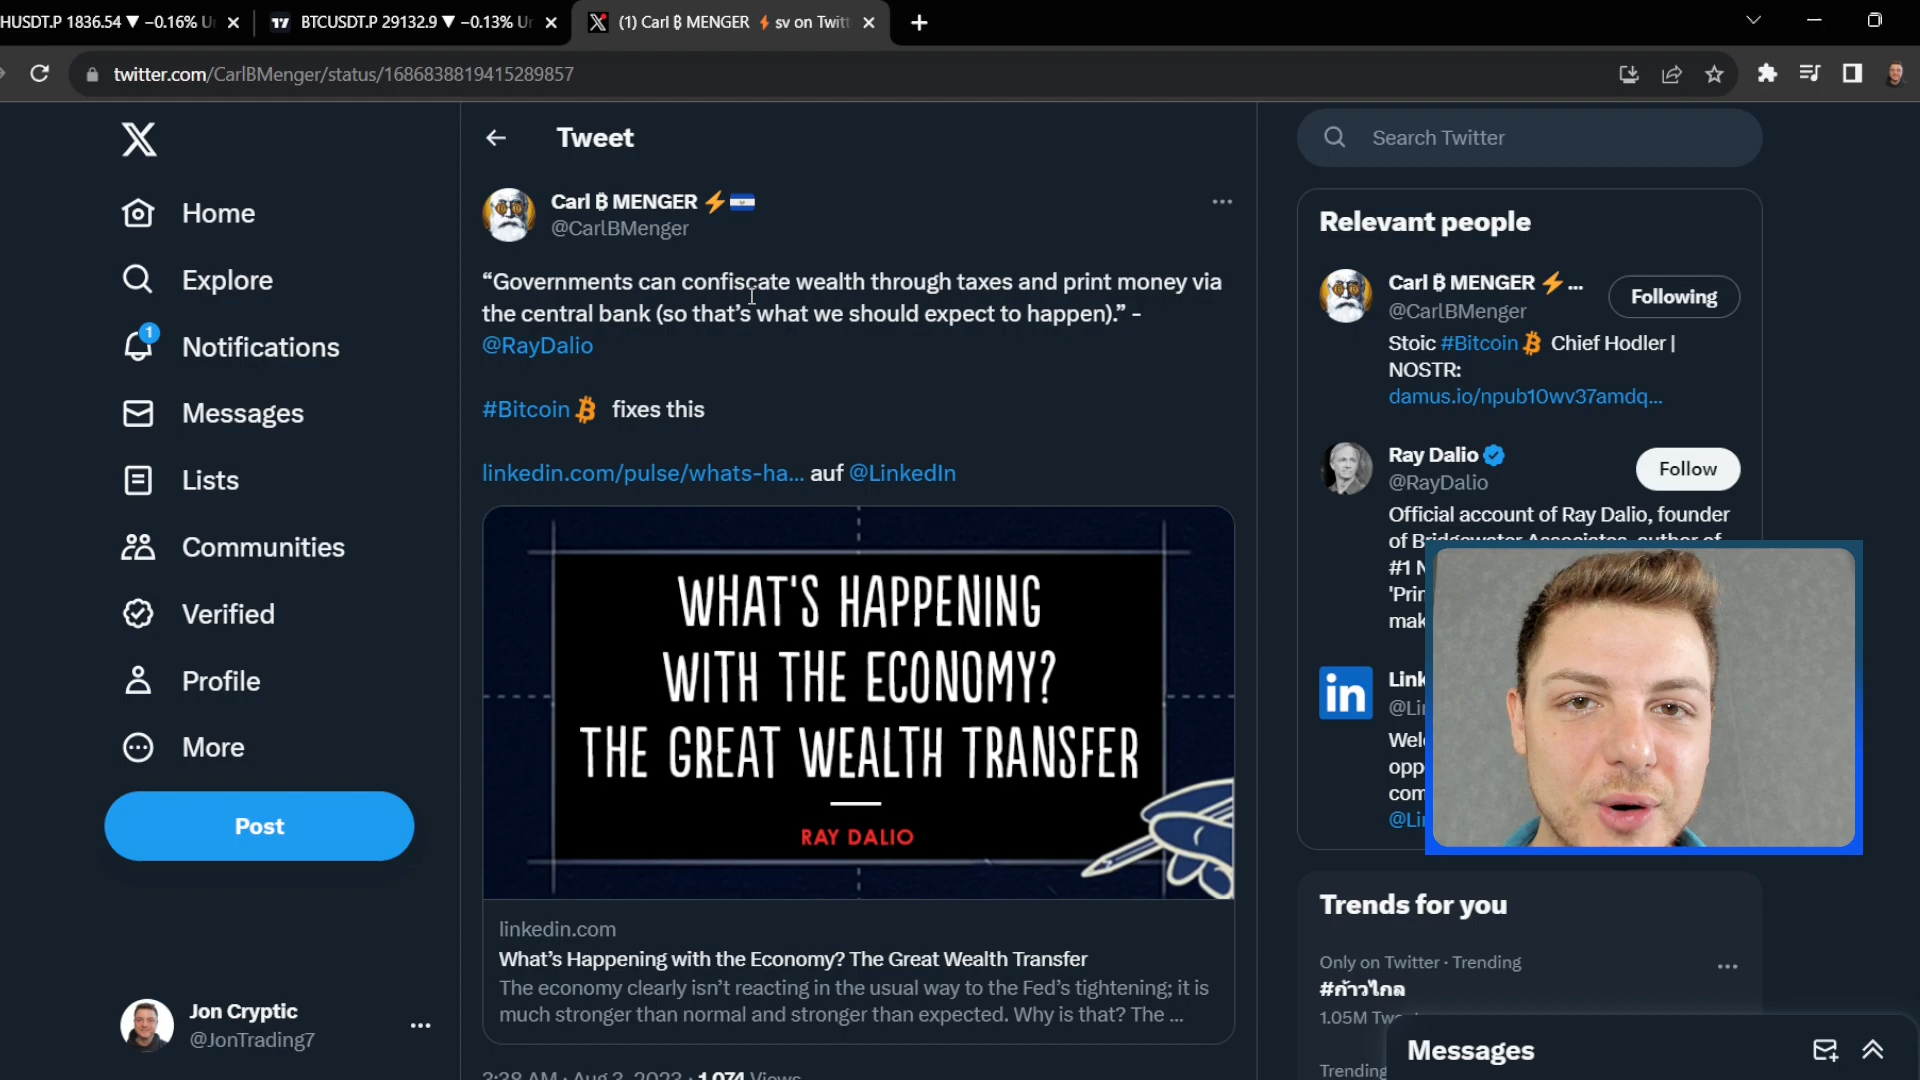 HUSDT.P 1836.54 ▼ −0.16%
BTCUSDT.P 29132.9 ▼ −0.13%
(1) Carl ₿ MENGER ⚡sv on Twitt
twitter.com/CarlBMenger/status/1686838819415289857
Home
Explore
1
Notifications
Messages
Lists
Communities
Verified
Profile
More
Post
Jon Cryptic
@JonTrading7
Tweet
Carl ₿ MENGER ⚡🇸🇻
@CarlBMenger
“Governments can confiscate wealth through taxes and print money via
the central bank (so that’s what we should expect to happen).” -
@RayDalio
#Bitcoin fixes this
linkedin.com/pulse/whats-ha... auf @LinkedIn
WHAT'S HAPPENING
WITH THE ECONOMY?
THE GREAT WEALTH TRANSFER
RAY DALIO
linkedin.com
What’s Happening with the Economy? The Great Wealth Transfer
The economy clearly isn’t reacting in the usual way to the Fed’s tightening; it is
much stronger than normal and stronger than expected. Why is that? The ...
3:38 AM · Aug 3, 2023 · 1,074 Views
Search Twitter
Relevant people
Carl ₿ MENGER ⚡...
@CarlBMenger
Following
Stoic #Bitcoin Chief Hodler |
NOSTR:
damus.io/npub10wv37amdq...
Ray Dalio
@RayDalio
Follow
Official account of Ray Dalio, founder
of Bridgewater Associates, author of
#1 N
'Prin
mak
in
Link
@Lin
Welc
opp
com
@Lin
Trends for you
Only on Twitter · Trending
#ก้าวไกล
1.05M Tw
Trending
Messages